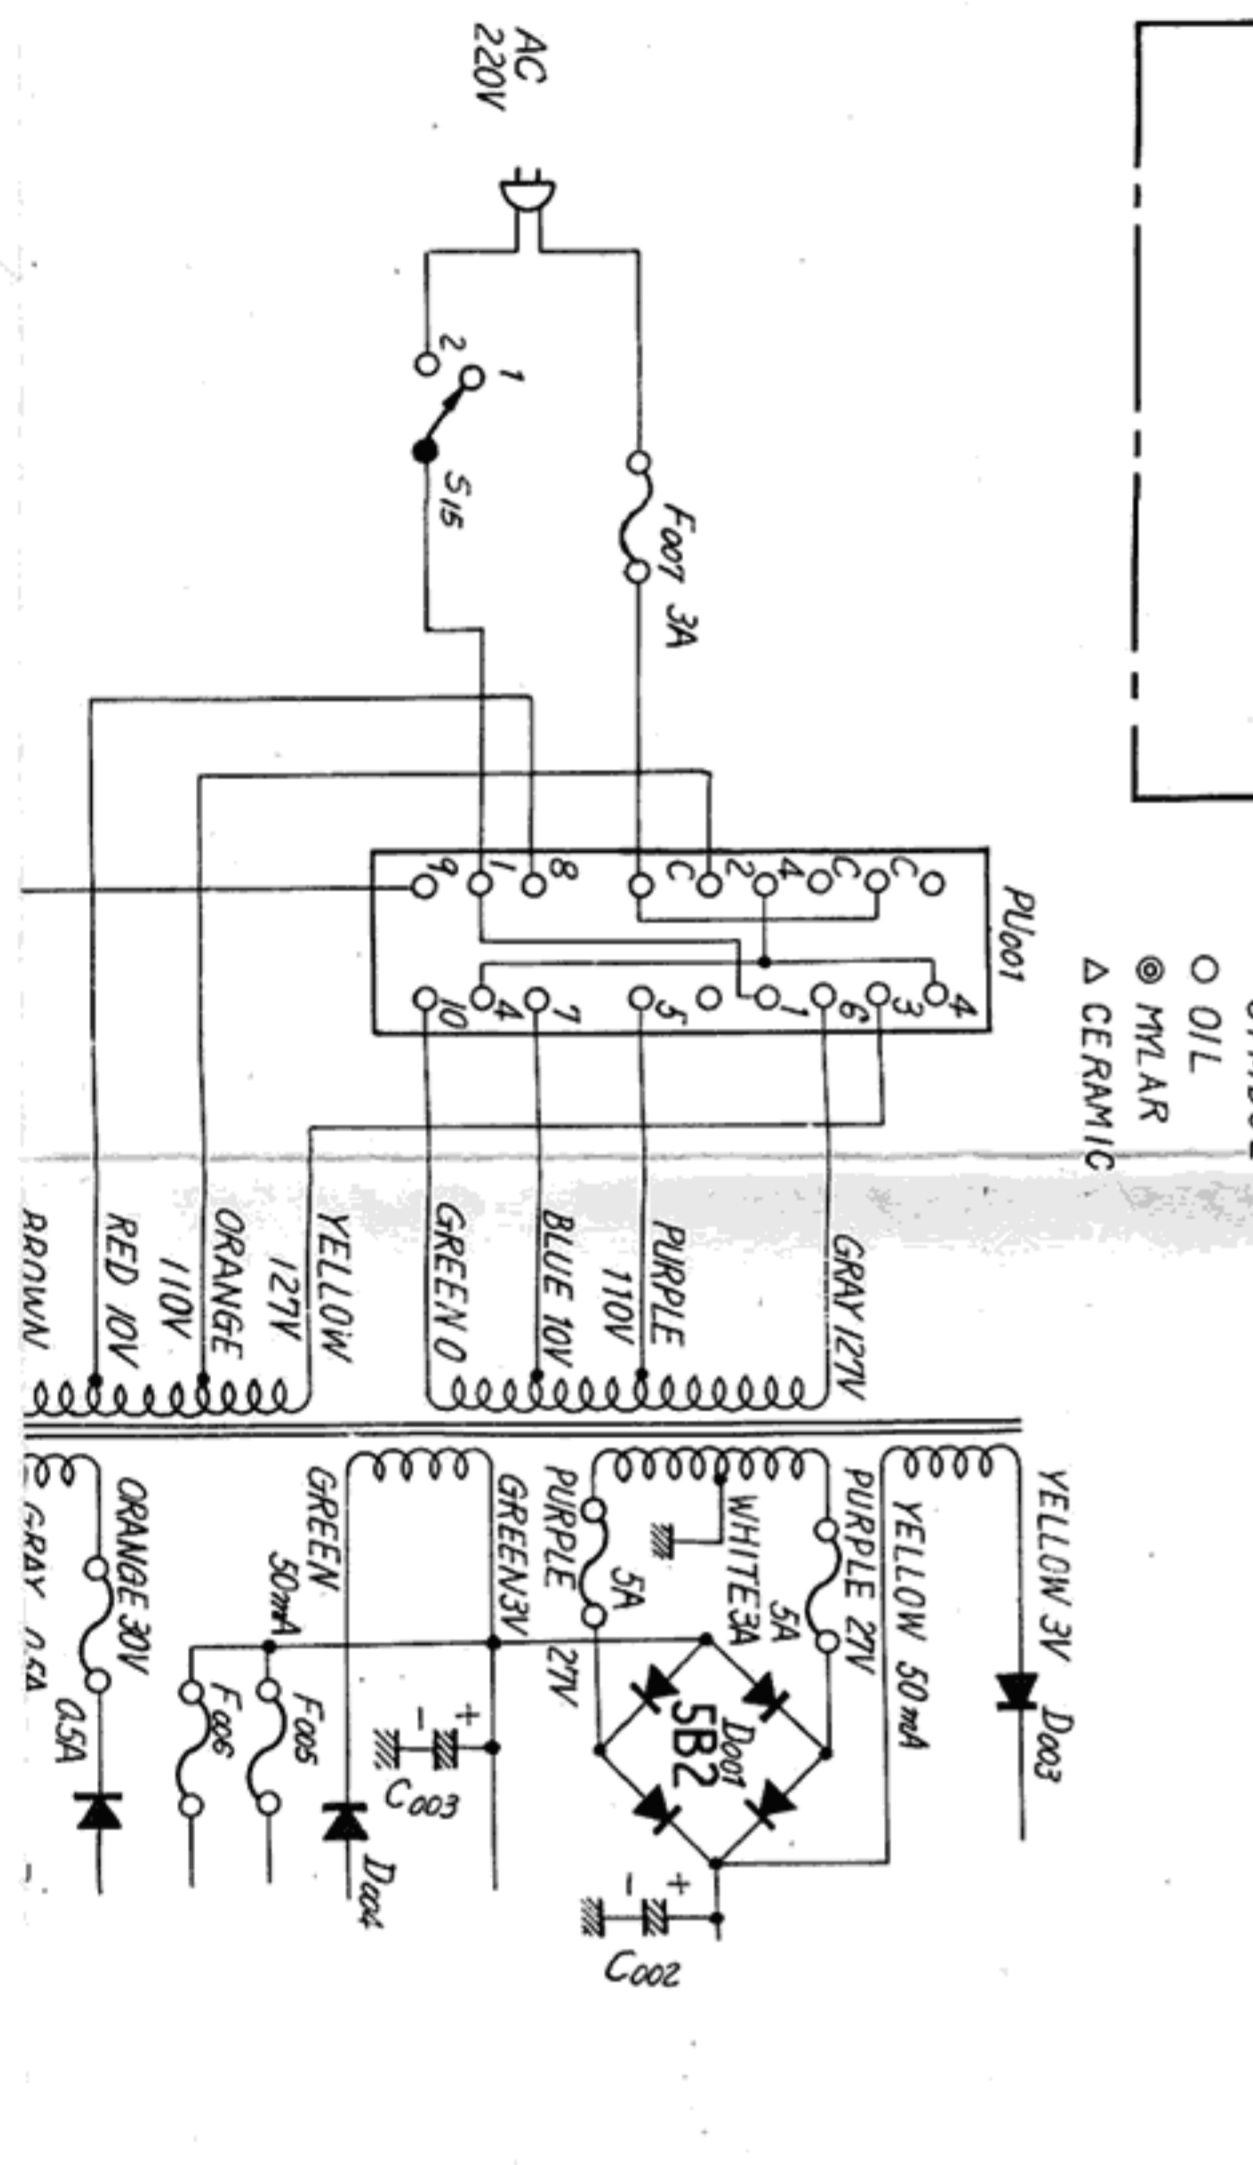 AC
220V
2
1
S15
F007 3A
PU001
9
1
8
C
2
4
C
C
10
4
7
5
1
6
3
4
OIL
MYLAR
CERAMIC
BROWN
RED 10V
ORANGE
110V
YELLOW
127V
GREEN 0
BLUE 10V
PURPLE
110V
GRAY 127V
ORANGE 30V
0.5A
GRAY 0.5A
GREEN
50mA
F006
F005
D004
GREEN 3V
+
-
C003
PURPLE 27V
5A
WHITE 3A
5A
PURPLE 27V
D001
5B2
+
-
C002
YELLOW 50mA
YELLOW 3V
D003